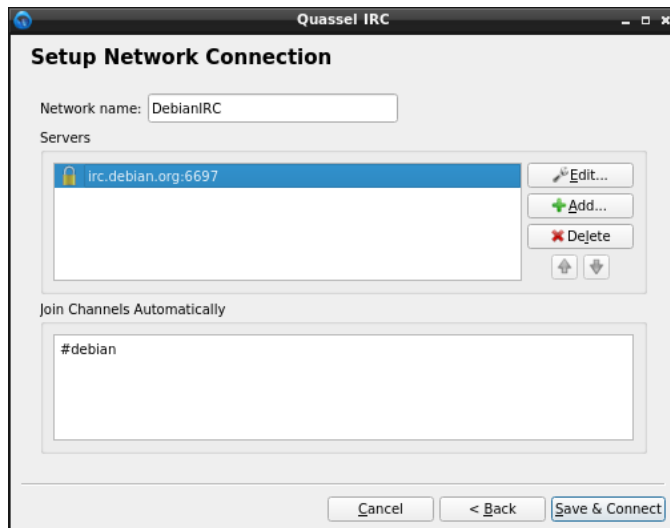 Quassel IRC
Setup Network Connection
Network name: DebianIRC
Servers
irc.debian.org:6697
Edit...
Add...
Delete
Join Channels Automatically
#debian
Cancel
< Back
Save & Connect